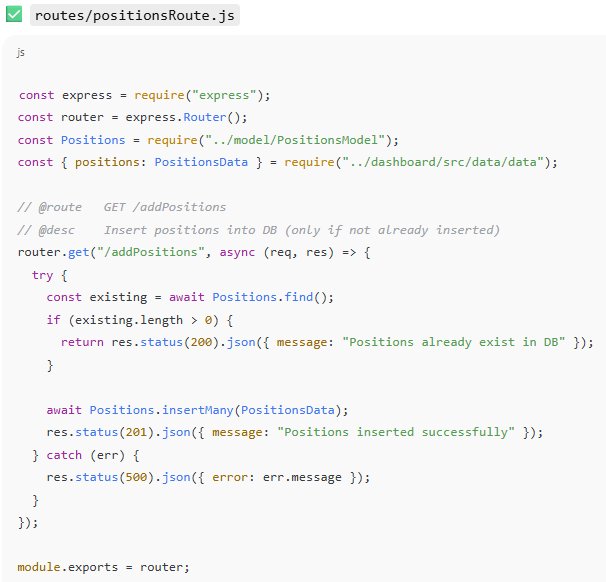 routes/positionsRoute.js
js
const express = require("express");
const router = express.Router();
const Positions = require("../model/PositionsModel");
const { positions: PositionsData } = require("../dashboard/src/data/data");

// @route   GET /addPositions
// @desc    Insert positions into DB (only if not already inserted)
router.get("/addPositions", async (req, res) => {
  try {
    const existing = await Positions.find();
    if (existing.length > 0) {
      return res.status(200).json({ message: "Positions already exist in DB" });
    }

    await Positions.insertMany(PositionsData);
    res.status(201).json({ message: "Positions inserted successfully" });
  } catch (err) {
    res.status(500).json({ error: err.message });
  }
});

module.exports = router;